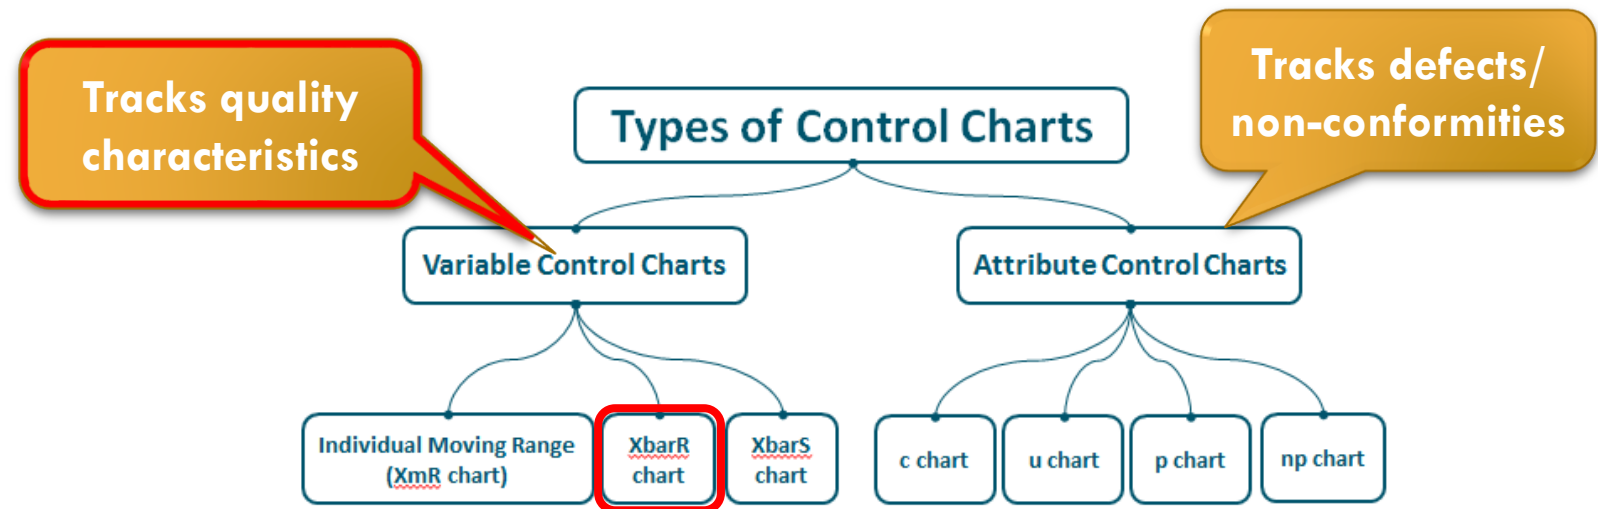 Tracks quality
characteristics
Tracks defects/
non-conformities
Types of Control Charts
Variable Control Charts
Attribute Control Charts
Individual Moving Range
(XmR chart)
XbarR
chart
XbarS
chart
c chart
u chart
p chart
np chart